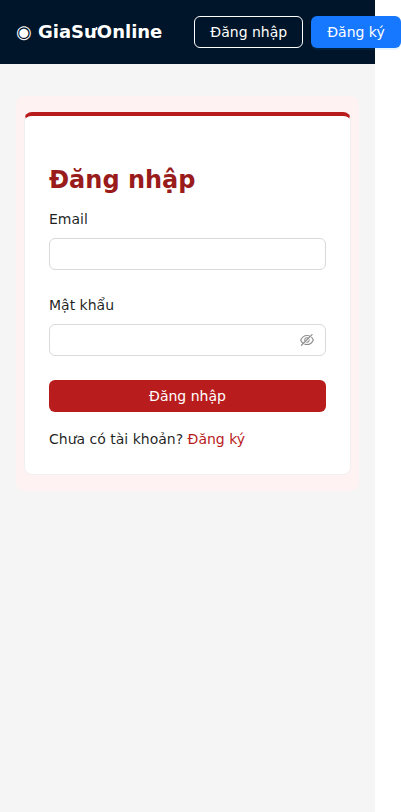 ◉ GiaSưOnline
Đăng nhập
Đăng ký
Đăng nhập
Email
Mật khẩu
Đăng nhập
Chưa có tài khoản? Đăng ký